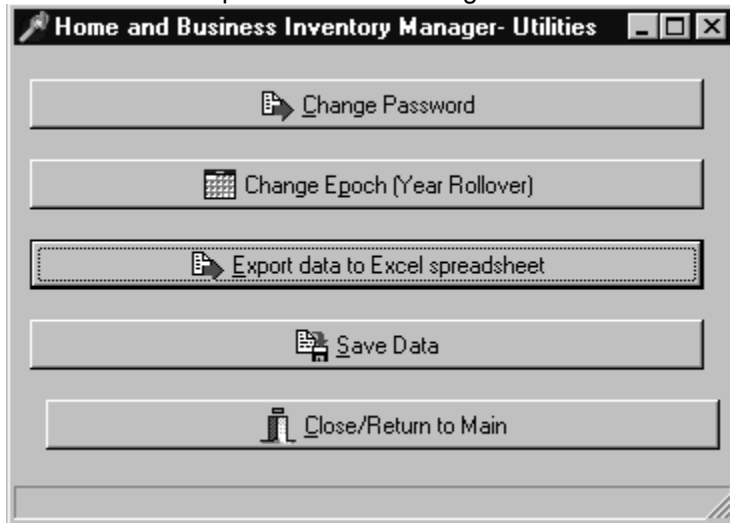 Home and Business Inventory Manager- Utilities
Change Password
Change Epoch (Year Rollover)
Export data to Excel spreadsheet
Save Data
Close/Return to Main